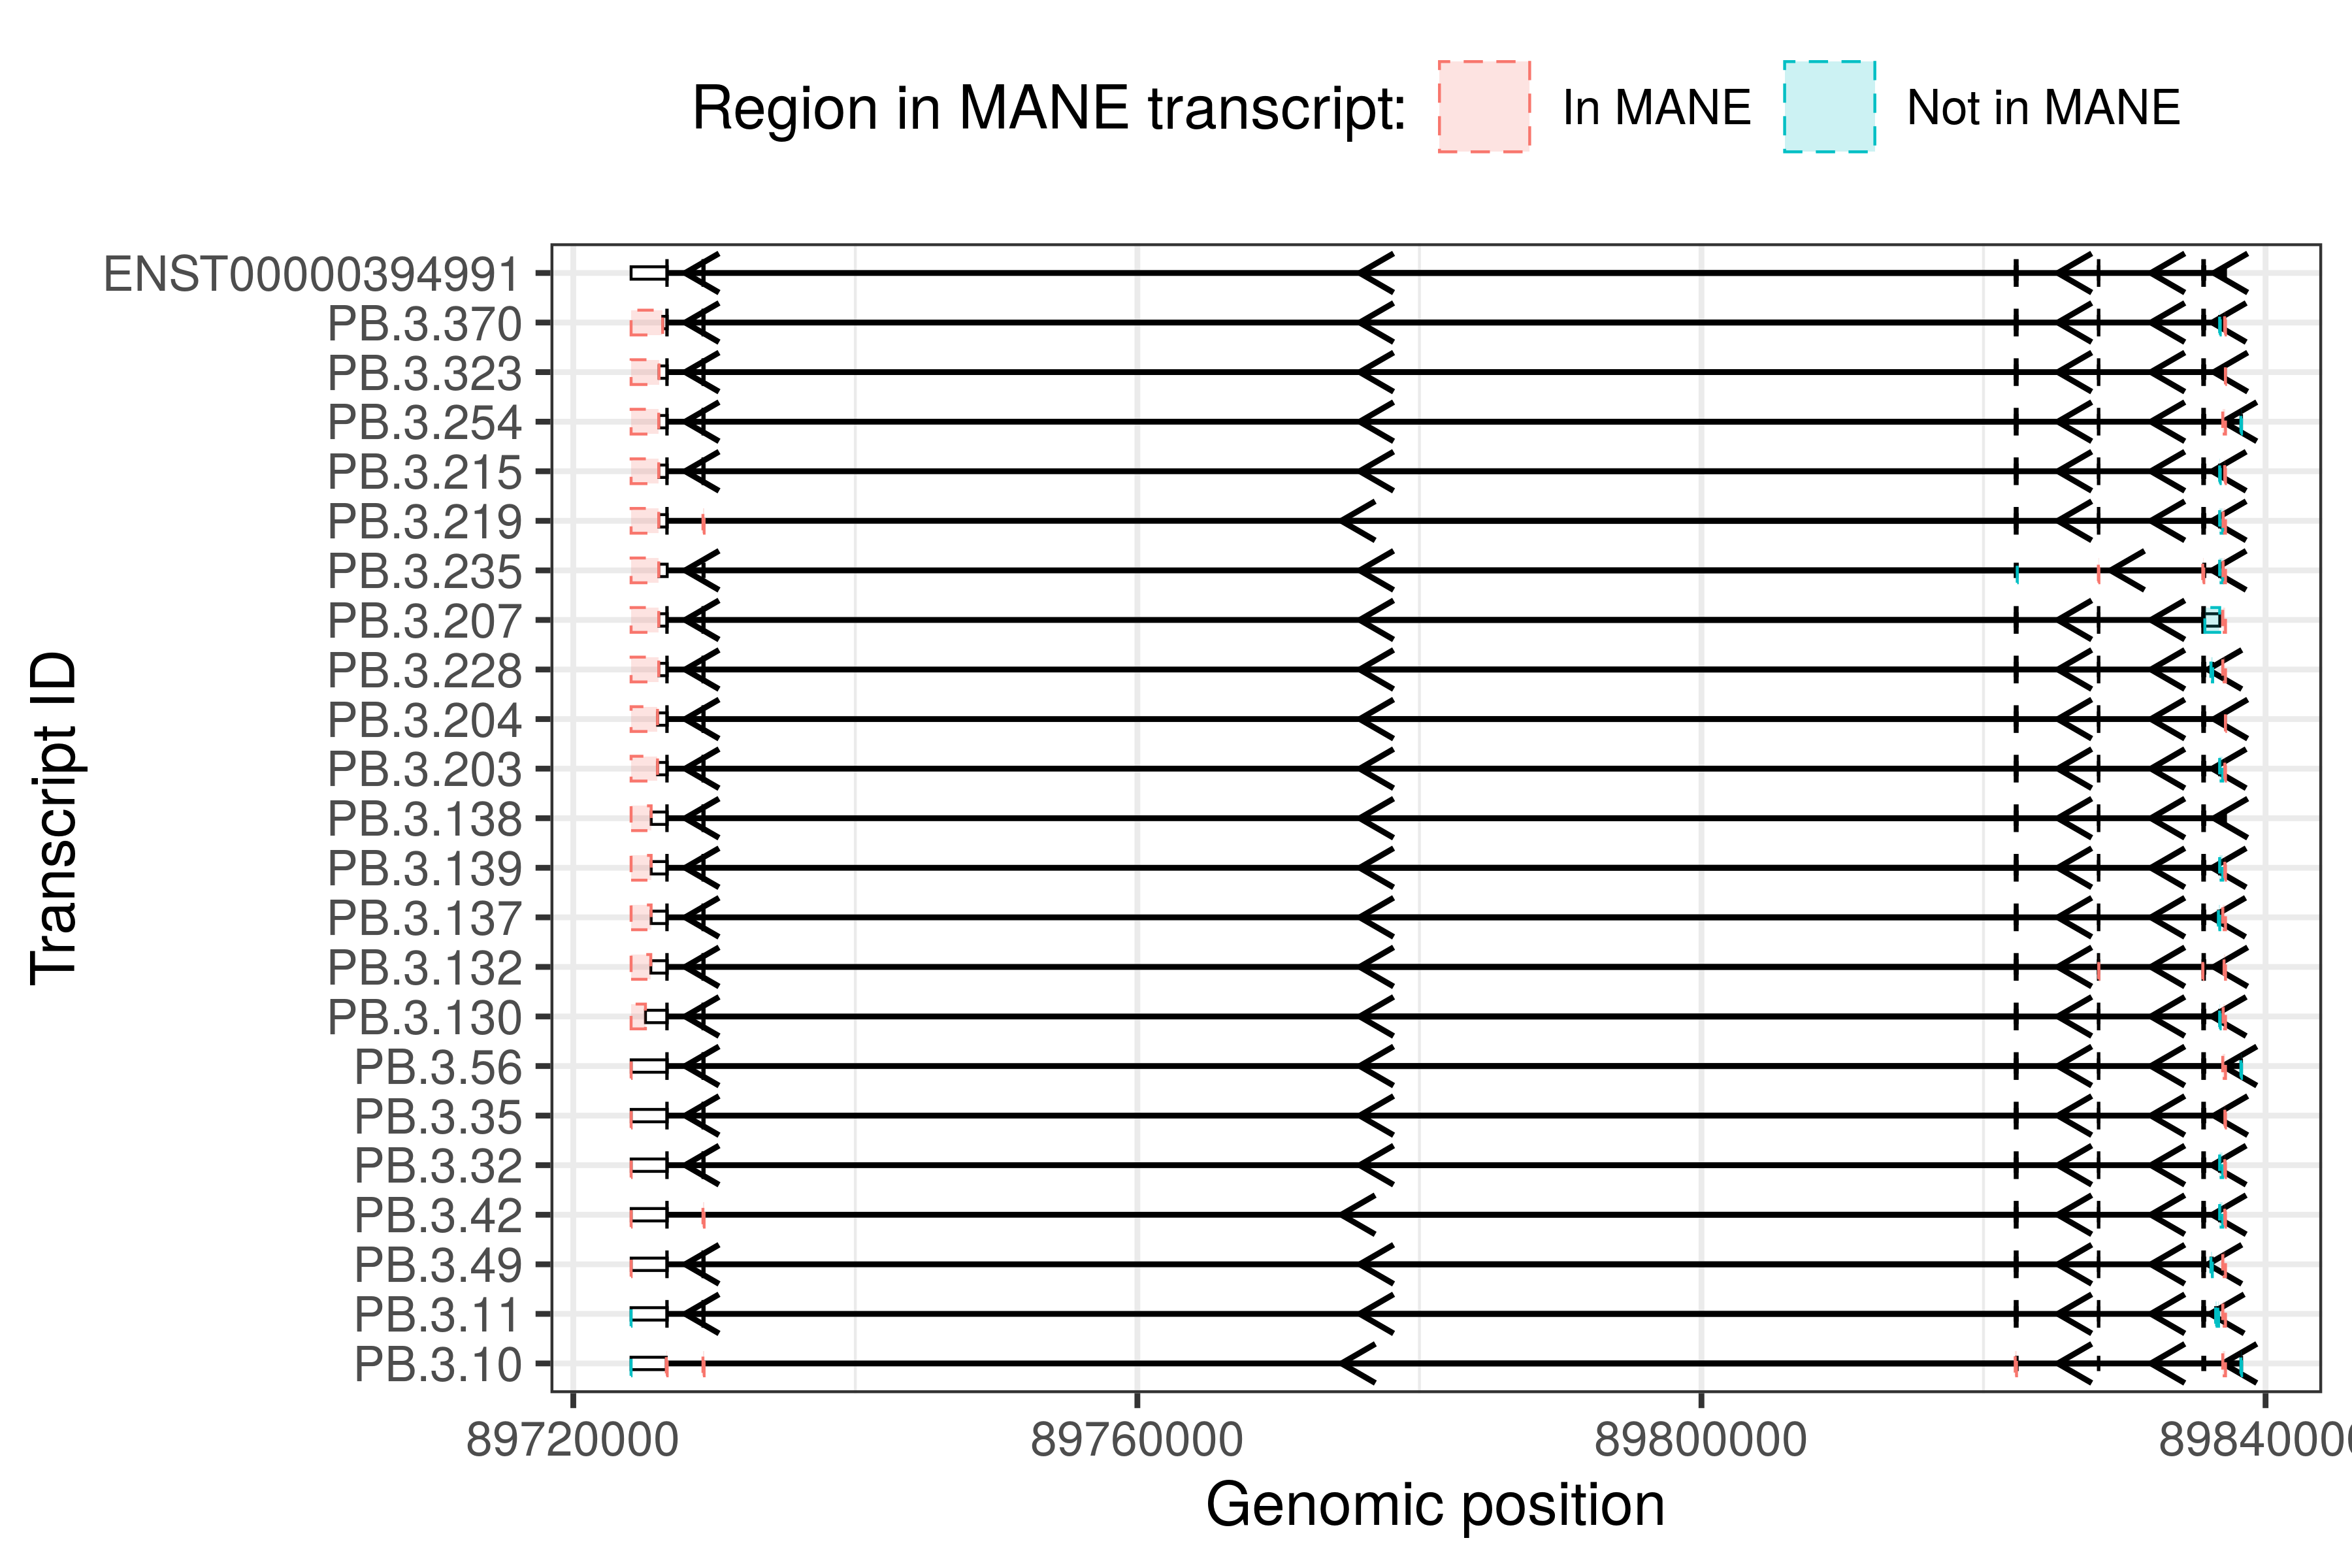 Region in MANE transcript: In MANE Not in MANE
ENST00000394991
PB.3.370
PB.3.323
PB.3.254
PB.3.215
PB.3.219
PB.3.235
PB.3.207
PB.3.228
PB.3.204
PB.3.203
PB.3.138
PB.3.139
PB.3.137
PB.3.132
PB.3.130
PB.3.56
PB.3.35
PB.3.32
PB.3.42
PB.3.49
PB.3.11
PB.3.10
Transcript ID
89720000 89760000 89800000 8984000
Genomic position